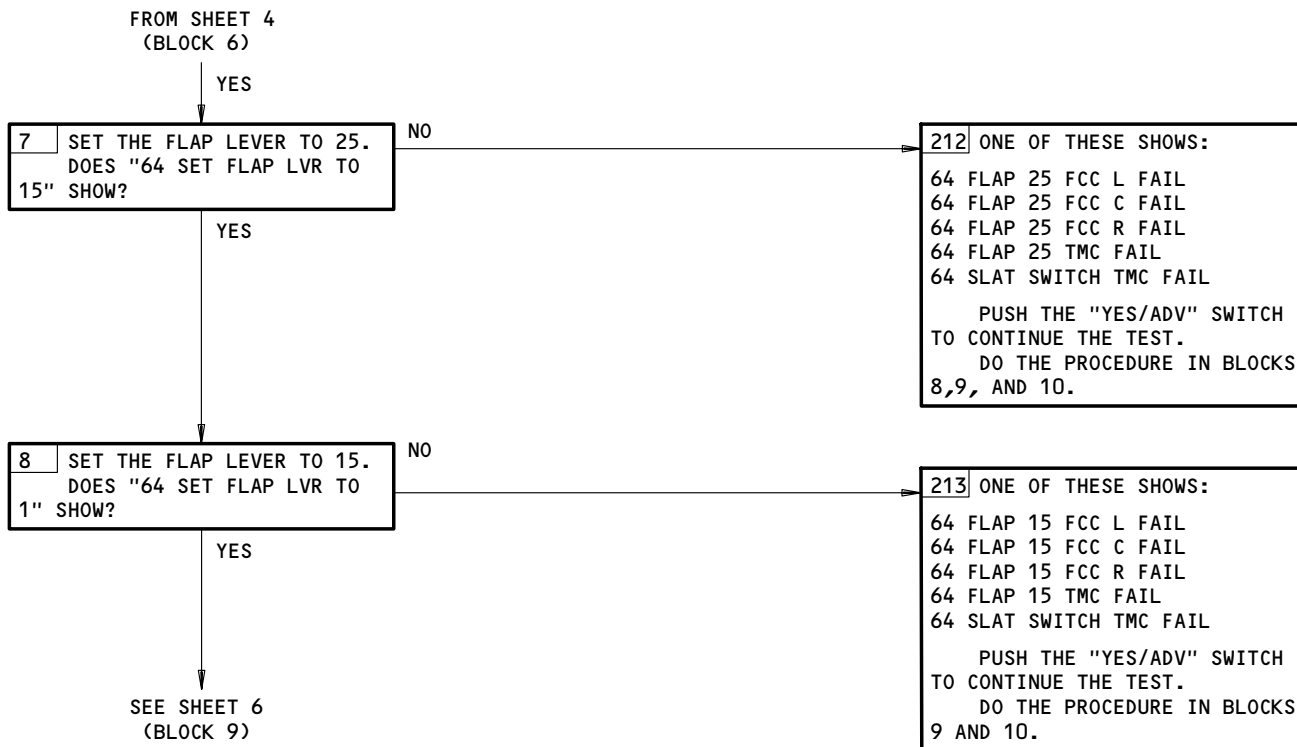 FROM SHEET 4
(BLOCK 6)
YES
7 SET THE FLAP LEVER TO 25.
DOES "64 SET FLAP LVR TO
15" SHOW?
NO
YES
212 ONE OF THESE SHOWS:
64 FLAP 25 FCC L FAIL
64 FLAP 25 FCC C FAIL
64 FLAP 25 FCC R FAIL
64 FLAP 25 TMC FAIL
64 SLAT SWITCH TMC FAIL
PUSH THE "YES/ADV" SWITCH
TO CONTINUE THE TEST.
DO THE PROCEDURE IN BLOCKS
8,9, AND 10.
8 SET THE FLAP LEVER TO 15.
DOES "64 SET FLAP LVR TO
1" SHOW?
NO
YES
213 ONE OF THESE SHOWS:
64 FLAP 15 FCC L FAIL
64 FLAP 15 FCC C FAIL
64 FLAP 15 FCC R FAIL
64 FLAP 15 TMC FAIL
64 SLAT SWITCH TMC FAIL
PUSH THE "YES/ADV" SWITCH
TO CONTINUE THE TEST.
DO THE PROCEDURE IN BLOCKS
9 AND 10.
SEE SHEET 6
(BLOCK 9)